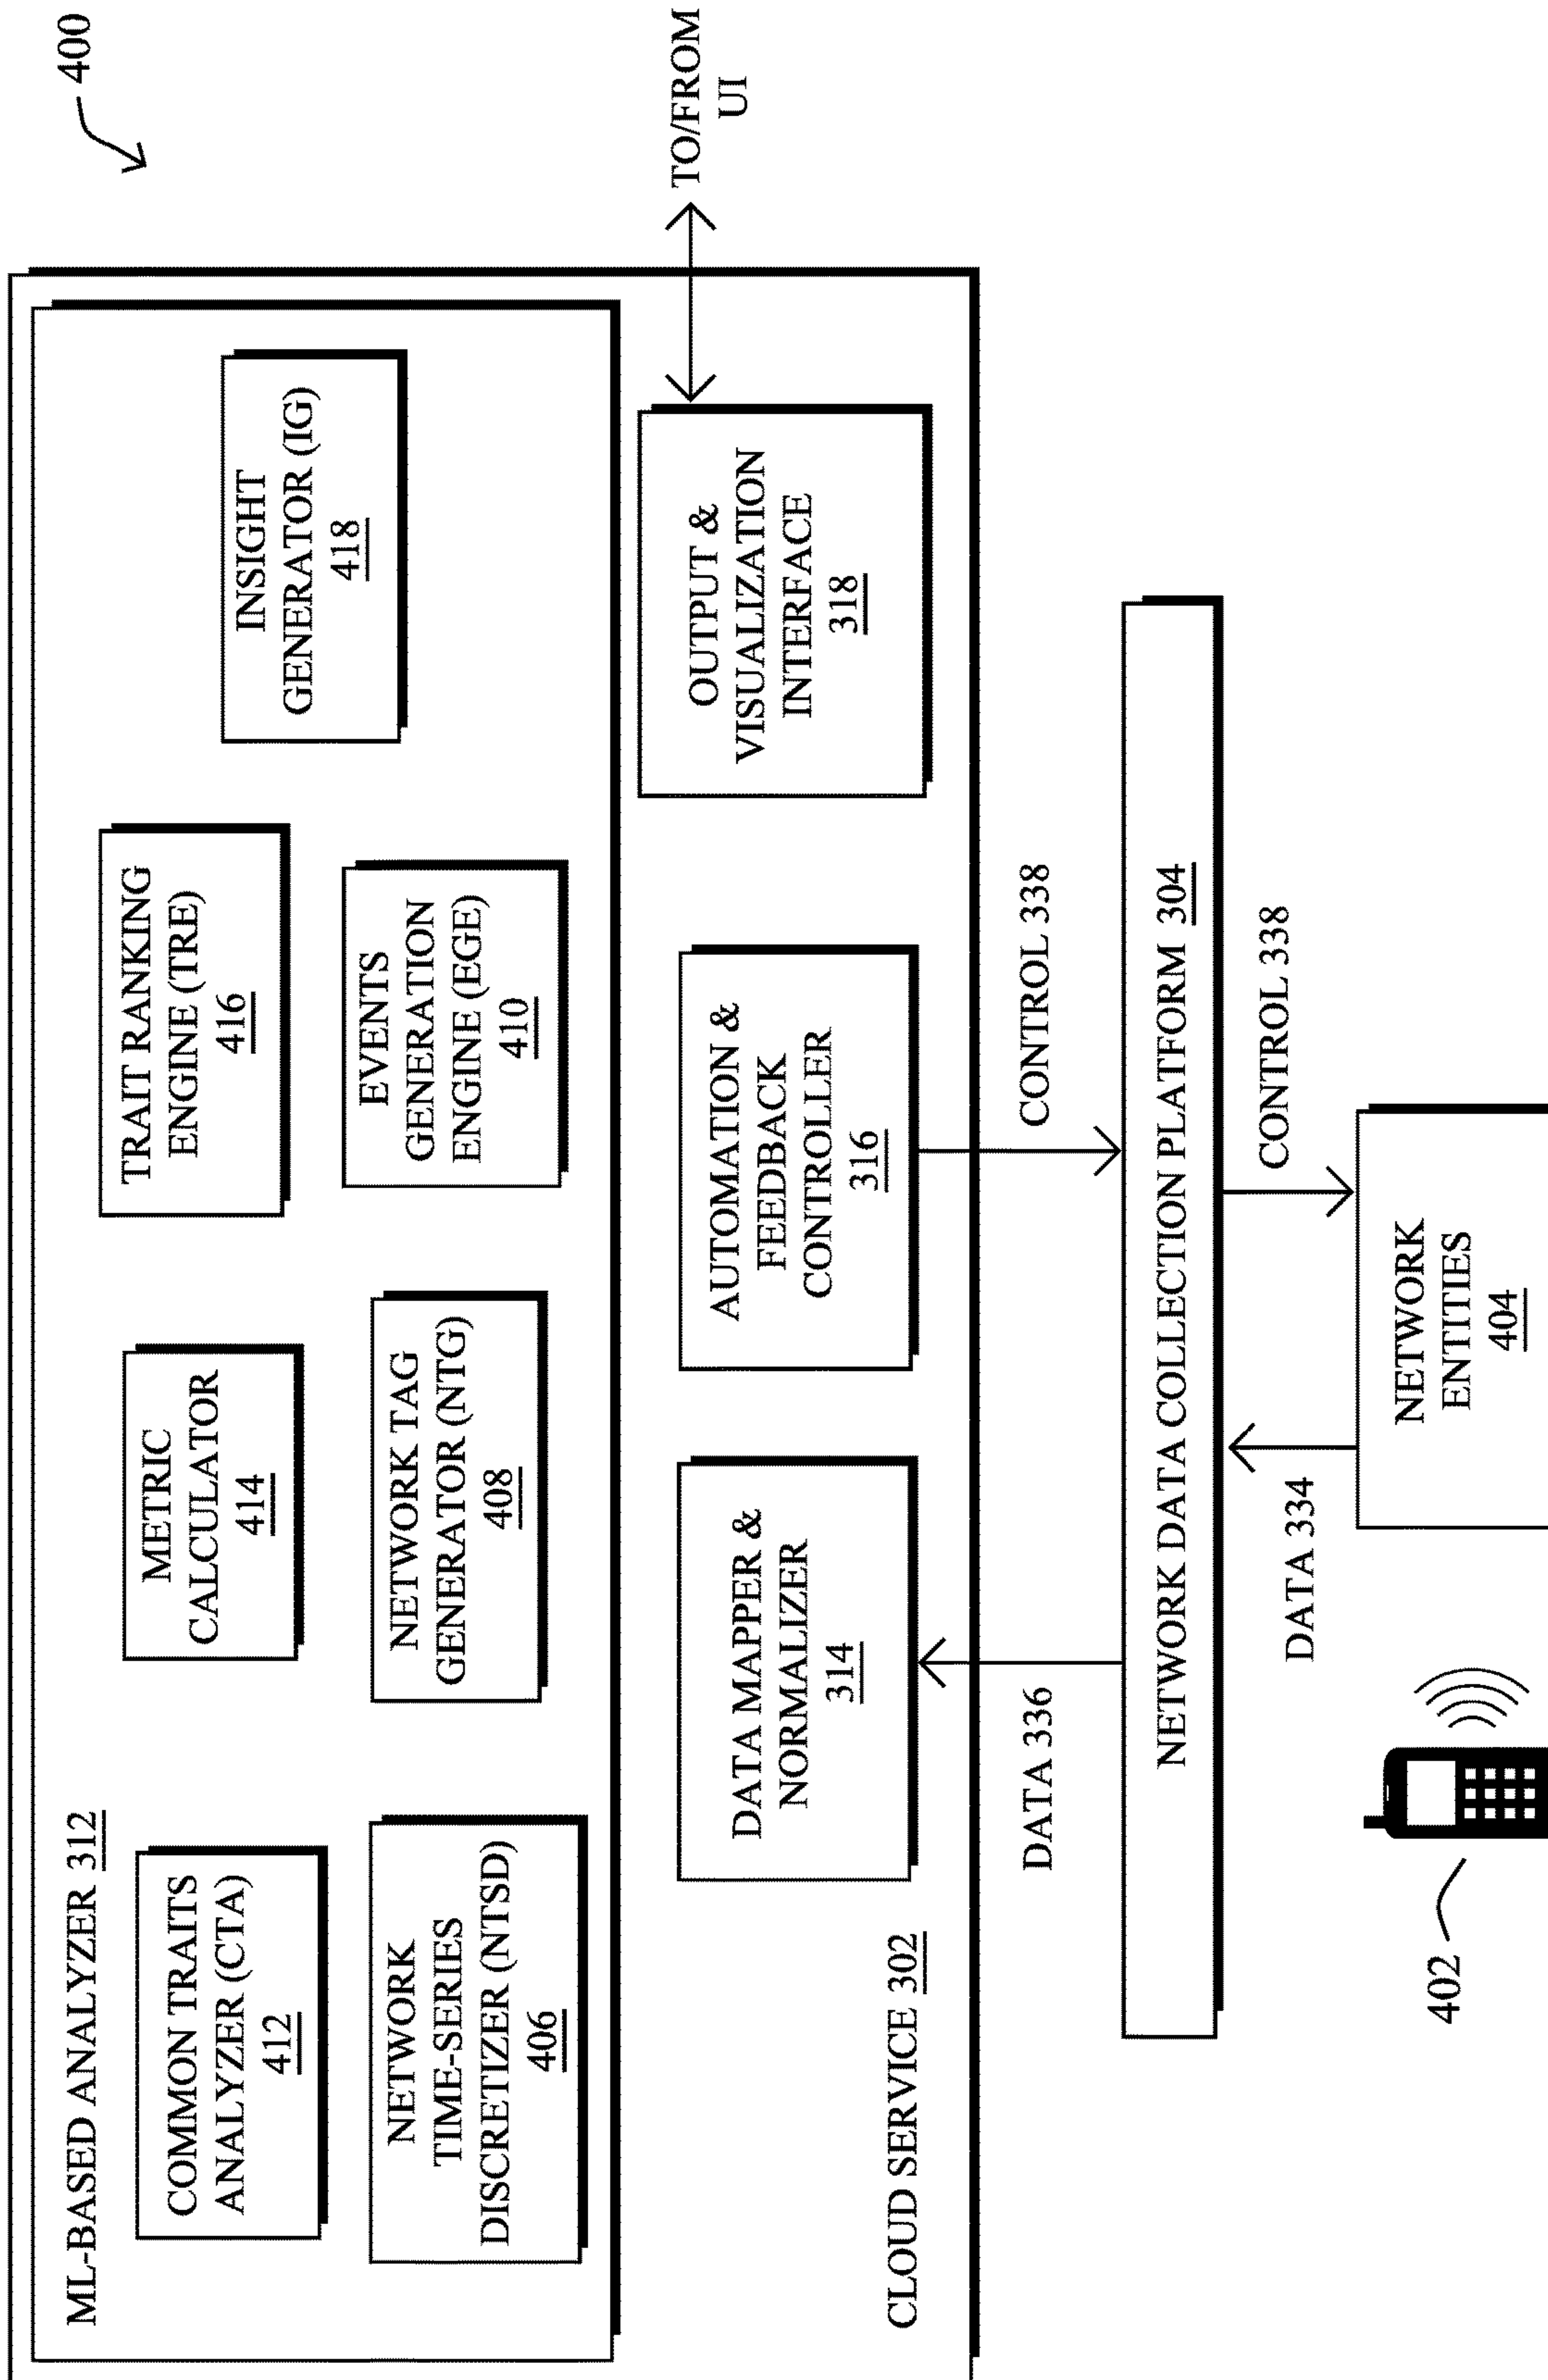 400
ML-BASED ANALYZER 312
COMMON TRAITS
ANALYZER (CTA)
412
METRIC
CALCULATOR
414
TRAIT RANKING
ENGINE (TRE)
416
INSIGHT
GENERATOR (IG)
418
NETWORK
TIME-SERIES
DISCRETIZER (NTSD)
406
NETWORK TAG
GENERATOR (NTG)
408
EVENTS
GENERATION
ENGINE (EGE)
410
DATA MAPPER &
NORMALIZER
314
AUTOMATION &
FEEDBACK
CONTROLLER
316
OUTPUT &
VISUALIZATION
INTERFACE
318
TO/FROM
UI
CLOUD SERVICE 302
DATA 336
CONTROL 338
NETWORK DATA COLLECTION PLATFORM 304
DATA 334
CONTROL 338
402
NETWORK
ENTITIES
404